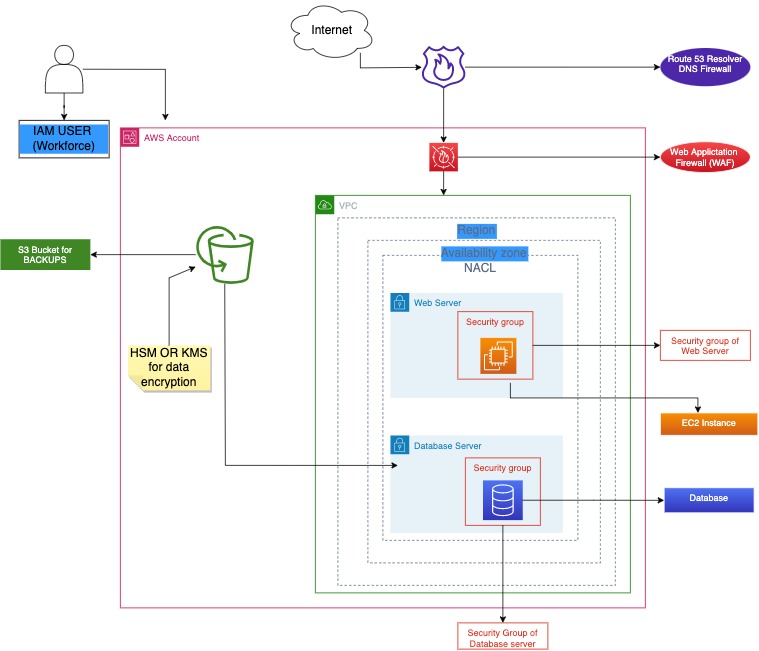 Internet
Route 53 Resolver
DNS Firewall
IAM USER
(Workforce)
AWS Account
Web Applictation
Firewall (WAF)
VPC
Region
Availability zone
NACL
S3 Bucket for
BACKUPS
Web Server
Security group
Security group of
Web Server
HSM OR KMS
for data
encryption
EC2 Instance
Database Server
Security group
Database
Security Group of
Database server